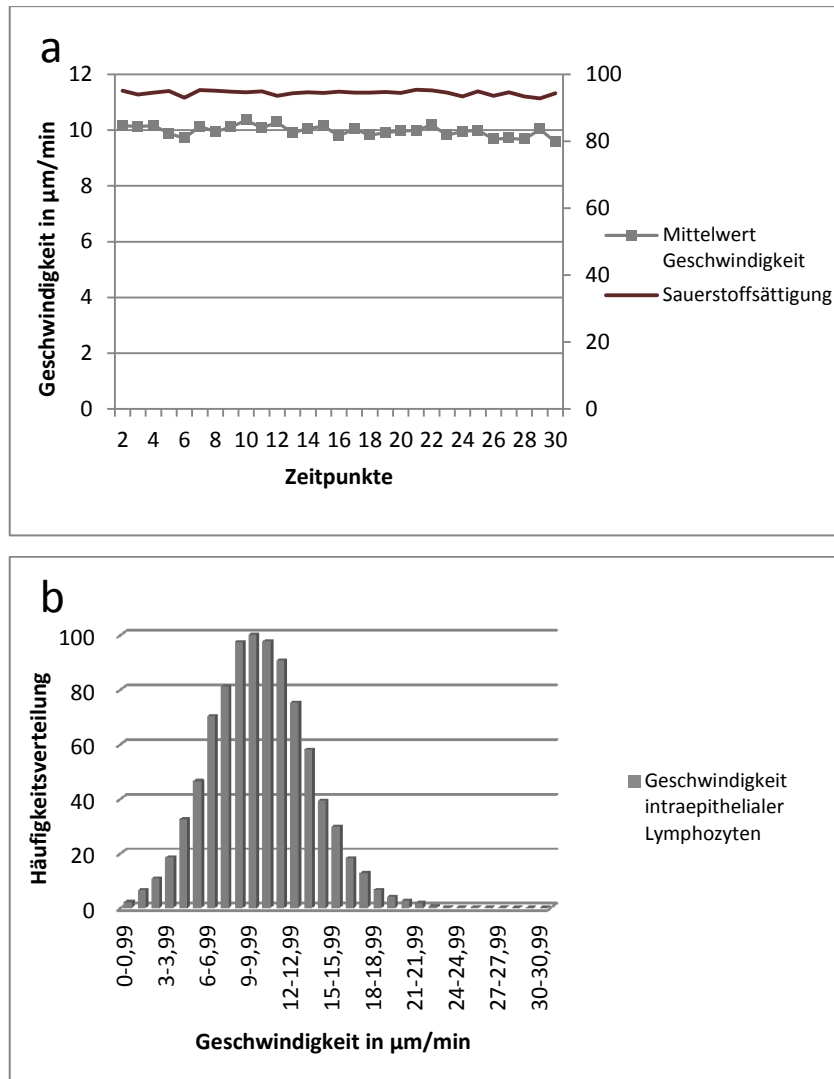 a
12
10
8
6
4
2
0
100
80
60
40
20
0
2 4 6 8 10 12 14 16 18 20 22 24 26 28 30
Geschwindigkeit in µm/min
Zeitpunkte
Mittelwert
Geschwindigkeit
Sauerstoffsättigung
b
100
80
60
40
20
0
0-0,99
3-3,99
6-6,99
9-9,99
12-12,99
15-15,99
18-18,99
21-21,99
24-24,99
27-27,99
30-30,99
Häufigkeitsverteilung
Geschwindigkeit in µm/min
Geschwindigkeit
intraepithelialer
Lymphozyten